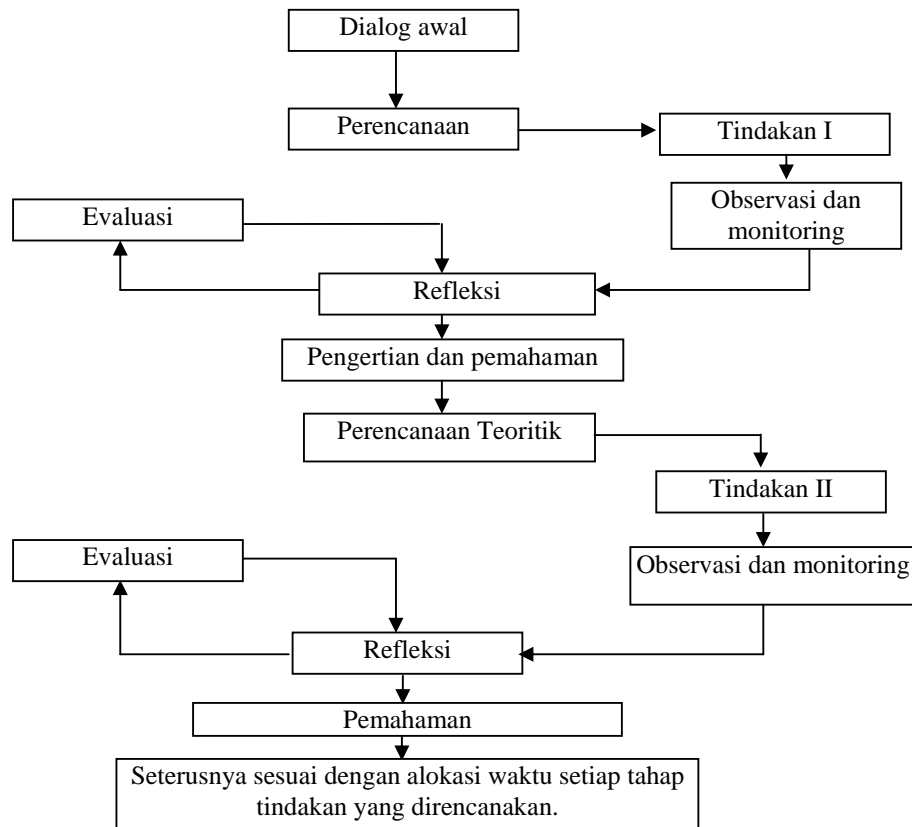 Dialog awal
Perencanaan
Tindakan I
Observasi dan
monitoring
Evaluasi
Refleksi
Pengertian dan pemahaman
Perencanaan Teoritik
Tindakan II
Observasi dan monitoring
Evaluasi
Refleksi
Pemahaman
Seterusnya sesuai dengan alokasi waktu setiap tahap
tindakan yang direncanakan.